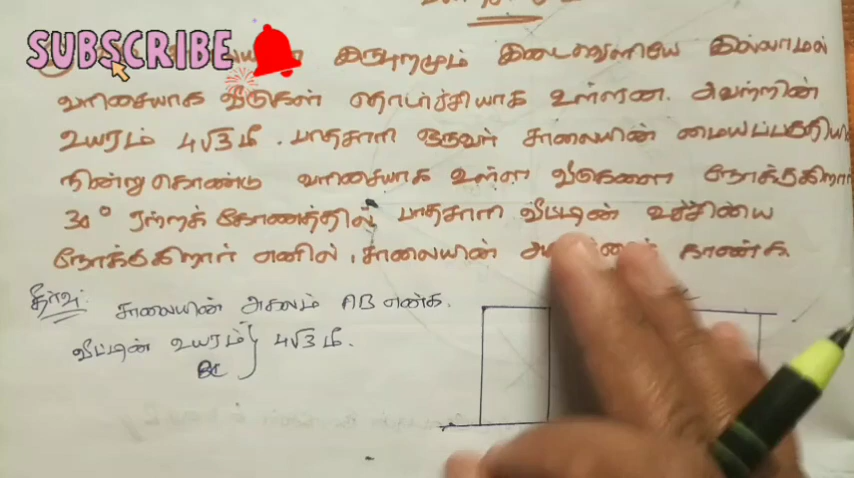 SUBSCRIBE
இருபுறமும் இடைவெளியே இல்லாமல்
வரிசையாக வீடுகள் தொடர்ச்சியாக உள்ளன. அவற்றின்
உயரம் 4√3 மீ. பாதசாரி ஒருவர் சாலையின் மையப்பகுதியில்
நின்று கொண்டு வரிசையாக உள்ள வீடுகளை நோக்குகிறார்
30° ஏற்றக் கோணத்தில் பாதசாரி வீட்டின் உச்சியை
நோக்குகிறார் எனில், சாலையின் காண்க.
தீர்வு: சாலையின் அகலம் AB என்க.
வீட்டின் உயரம் } 4√3 மீ.
BC